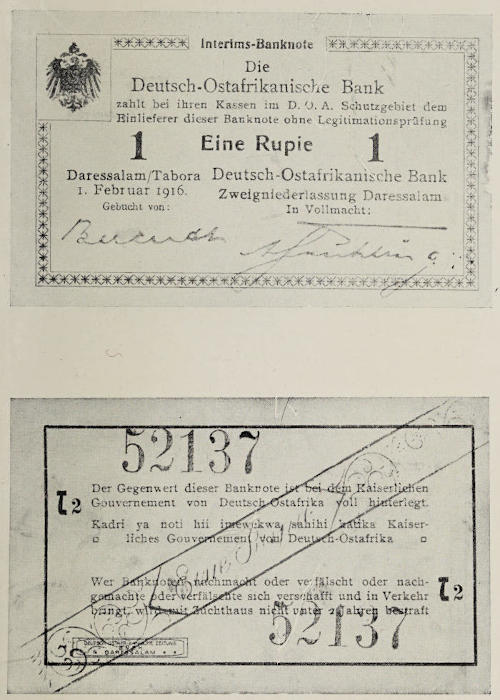 Interims-Banknote
Die
Deutsch-Ostafrikanische Bank
zahlt bei ihren Kassen im D. O. A. Schutzgebiet dem
Einlieferer dieser Banknote ohne Legitimationsprüfung
1 Eine Rupie 1
Daressalam/Tabora
1. Februar 1916.
Gebucht von:
Deutsch-Ostafrikanische Bank
Zweigniederlassung Daressalam
In Vollmacht:
52137
Der Gegenwert dieser Banknote ist bei dem Kaiserlichen
Gouvernement von Deutsch-Ostafrika voll hinterlegt.
Kadri ya noti hii imewekwa sahihi katika Kaiser-
liches Gouvernement von Deutsch-Ostafrika
Eine Rupie
Wer Banknoten nachmacht oder verfälscht oder nach-
gemachte oder verfälschte sich verschafft und in Verkehr
bringt, wird mit Zuchthaus nicht unter 2 Jahren bestraft
52137
DARESSALAM